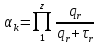 α_k = ∏_1^z q_r / (q_r + τ_r)